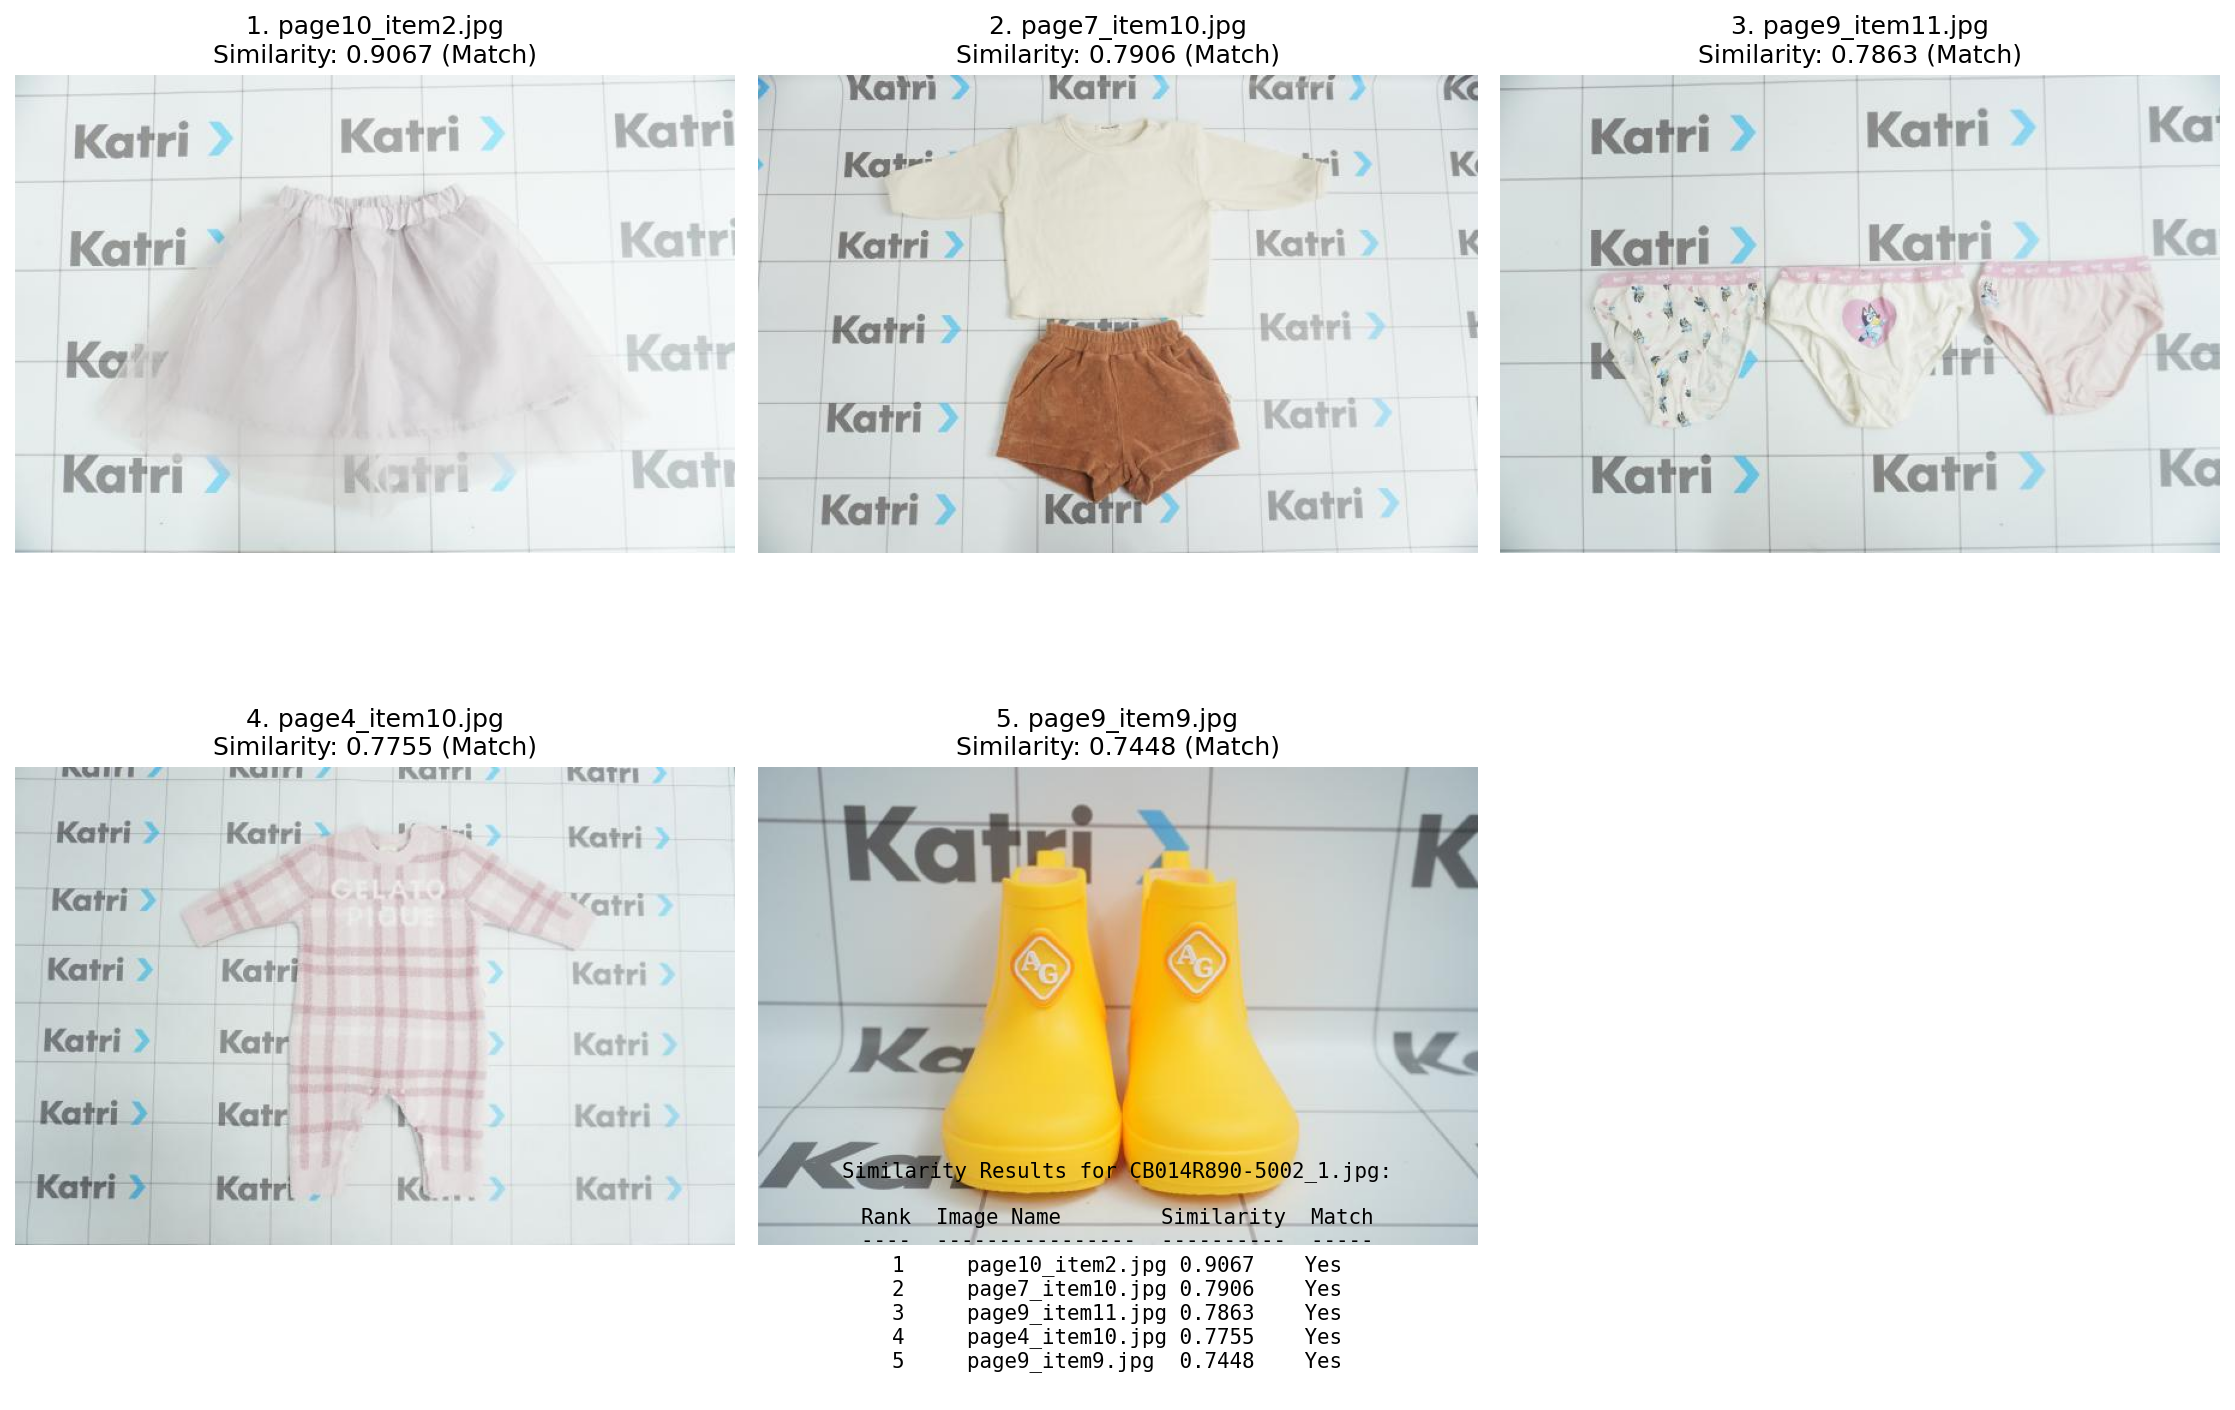 1. page10_item2.jpg
Similarity: 0.9067 (Match)
2. page7_item10.jpg
Similarity: 0.7906 (Match)
3. page9_item11.jpg
Similarity: 0.7863 (Match)
Katri Katri Katri
Katri Katri
Katri Katri
Katri Katri Katri
Katri Katri Katri
Katri
Katri Katri
Katri Katri
Katri Katri
Katri Katri
Katri Katri Katri
Katri Katri
Katri Katri
Katri Katri
4. page4_item10.jpg
Similarity: 0.7755 (Match)
5. page9_item9.jpg
Similarity: 0.7448 (Match)
Katri Katri Katri Katri
Katri Katri Katri
Katri Katri
Katri Katri Katri
Katri Katri
Katri Katri
Katri Katri
GELATO
PIQUE
Katri
AG AG
Similarity Results for CB014R890-5002_1.jpg:
Rank Image Name Similarity Match
---- ---------------- ---------- -----
1 page10_item2.jpg 0.9067 Yes
2 page7_item10.jpg 0.7906 Yes
3 page9_item11.jpg 0.7863 Yes
4 page4_item10.jpg 0.7755 Yes
5 page9_item9.jpg 0.7448 Yes